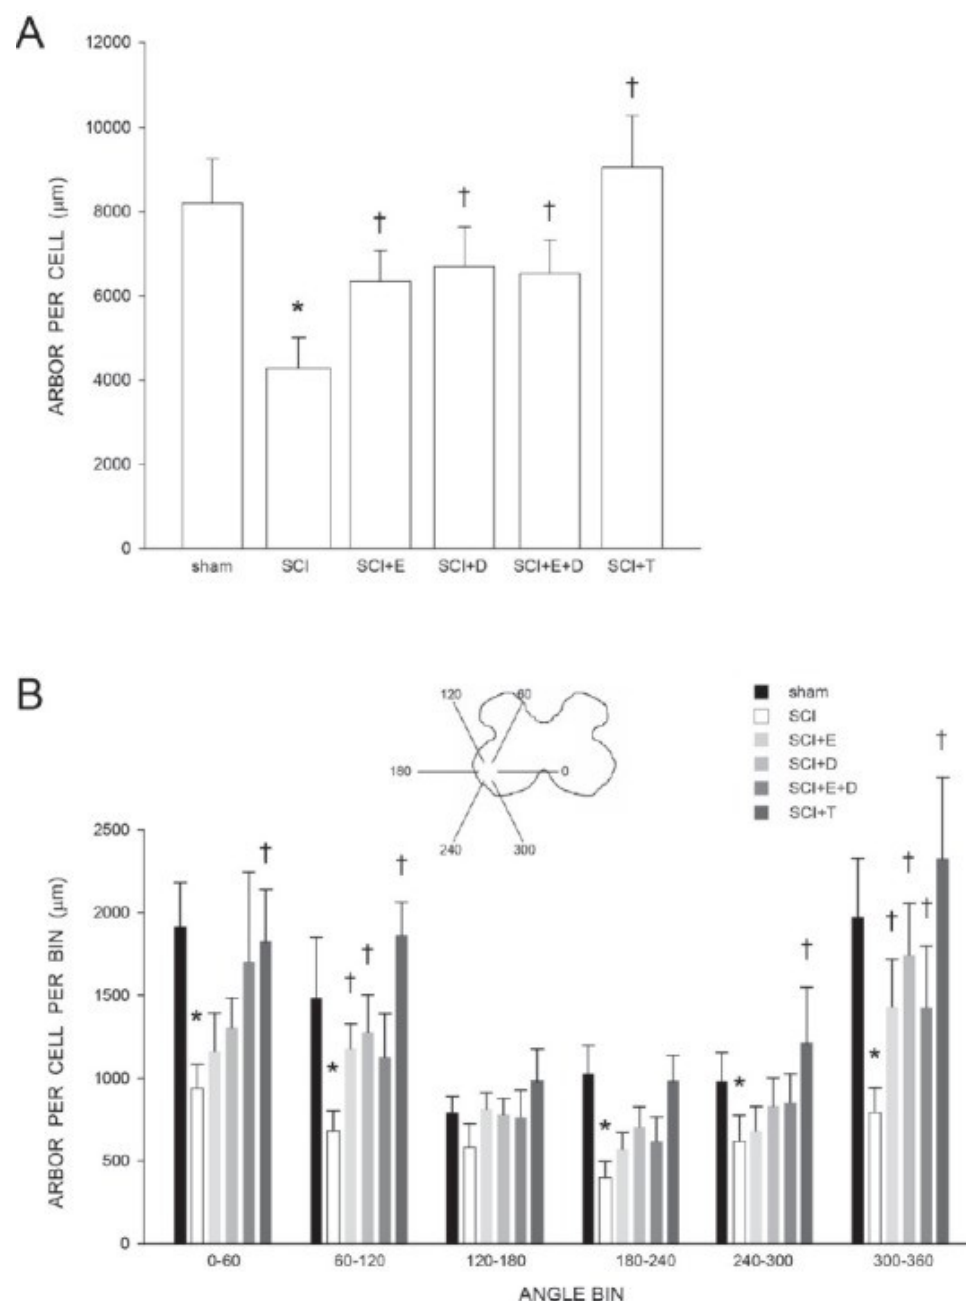 A
12000
10000
8000
6000
4000
2000
0
ARBOR PER CELL (µm)
†
†
†
†
*
sham SCI SCI+E SCI+D SCI+E+D SCI+T
B
120 60
180 0
240 300
sham
SCI
SCI+E
SCI+D
SCI+E+D
SCI+T
2500
2000
1500
1000
500
0
ARBOR PER CELL PER BIN (µm)
* †
* † † †
*
* †
* † † † †
0-60 60-120 120-180 180-240 240-300 300-360
ANGLE BIN